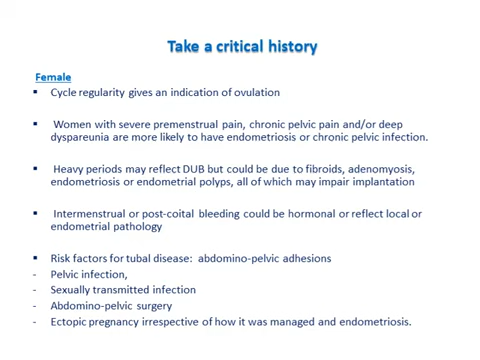 Take a critical history
Female
▪ Cycle regularity gives an indication of ovulation
▪ Women with severe premenstrual pain, chronic pelvic pain and/or deep
dyspareunia are more likely to have endometriosis or chronic pelvic infection.
▪ Heavy periods may reflect DUB but could be due to fibroids, adenomyosis,
endometriosis or endometrial polyps, all of which may impair implantation
▪ Intermenstrual or post-coital bleeding could be hormonal or reflect local or
endometrial pathology
▪ Risk factors for tubal disease: abdomino-pelvic adhesions
- Pelvic infection,
- Sexually transmitted infection
- Abdomino-pelvic surgery
- Ectopic pregnancy irrespective of how it was managed and endometriosis.